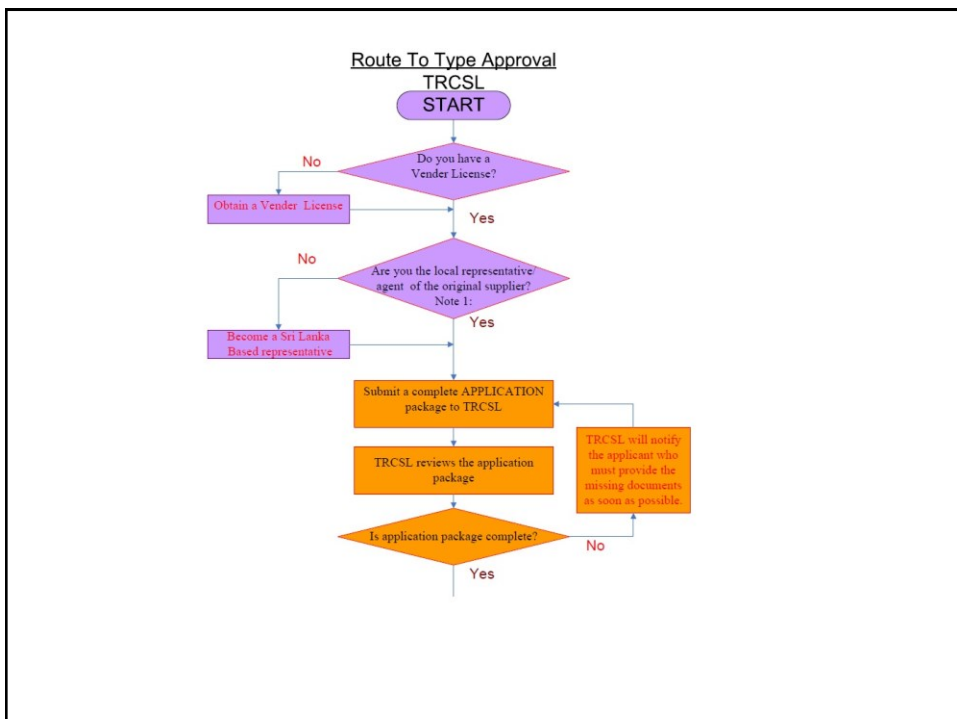 Route To Type Approval
TRCSL
START
Do you have a
Vender License?
No
Obtain a Vender License
Yes
No
Are you the local representative/
agent of the original supplier?
Note 1:
Yes
Become a Sri Lanka
Based representative
Submit a complete APPLICATION
package to TRCSL
TRCSL will notify
the applicant who
must provide the
missing documents
as soon as possible.
TRCSL reviews the application
package
Is application package complete?
No
Yes